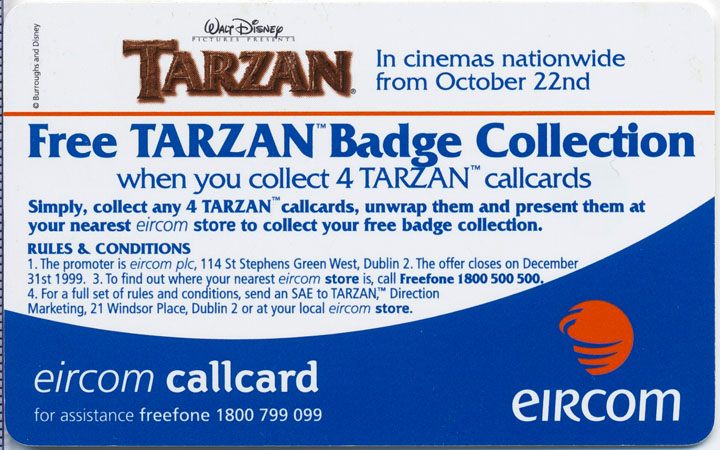 © Burroughs and Disney
WALT DISNEY
PICTURES PRESENTS
TARZAN®
In cinemas nationwide
from October 22nd
Free TARZAN™ Badge Collection
when you collect 4 TARZAN™ callcards
Simply, collect any 4 TARZAN™ callcards, unwrap them and present them at
your nearest eircom store to collect your free badge collection.
RULES & CONDITIONS
1. The promoter is eircom plc, 114 St Stephens Green West, Dublin 2. 2. The offer closes on December
31st 1999. 3. To find out where your nearest eircom store is, call Freefone 1800 500 500.
4. For a full set of rules and conditions, send an SAE to TARZAN,™ Direction
Marketing, 21 Windsor Place, Dublin 2 or at your local eircom store.
eircom callcard
for assistance freefone 1800 799 099
eircom